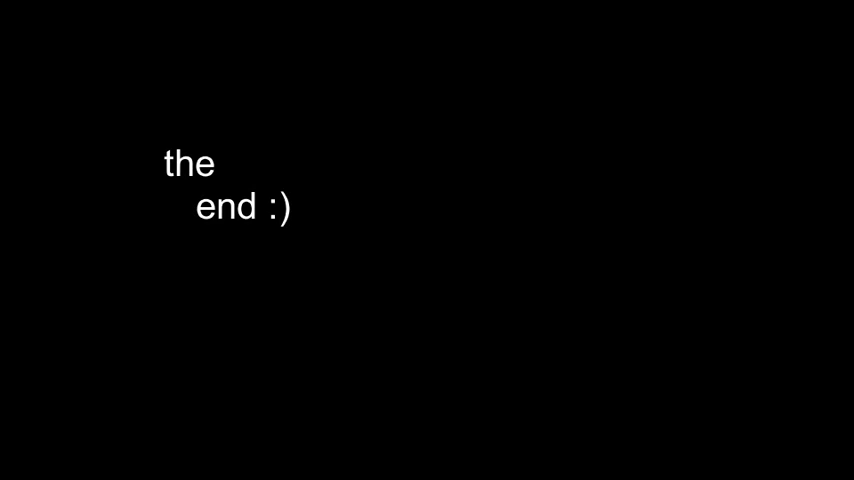 the
end :)